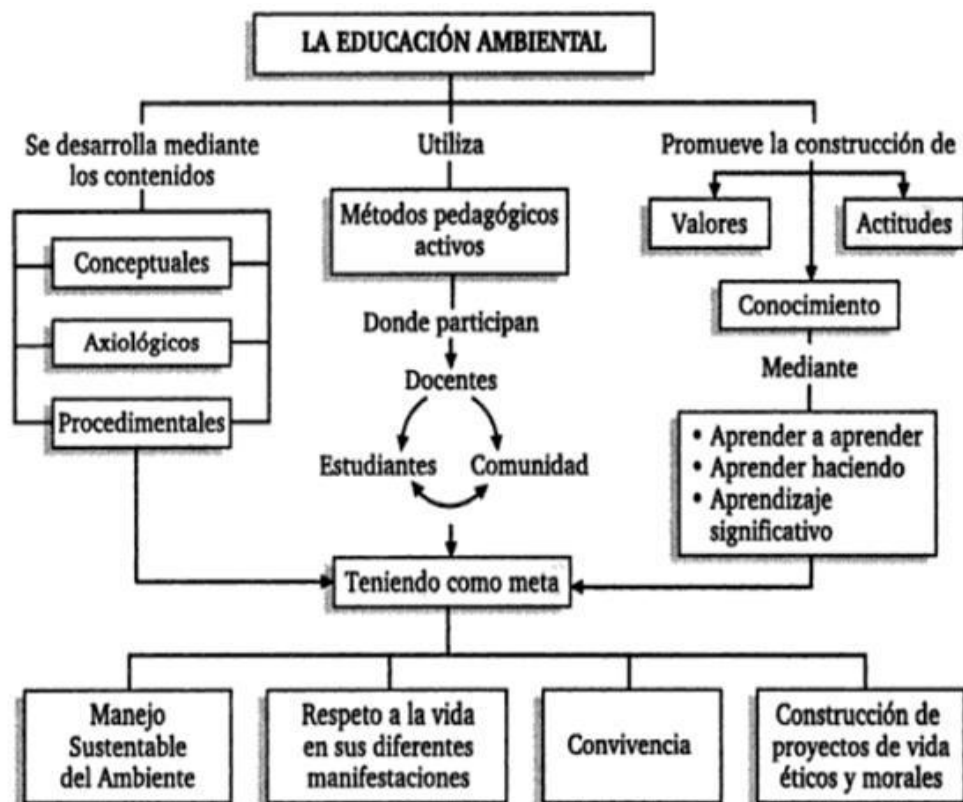 LA EDUCACIÓN AMBIENTAL
Se desarrolla mediante
los contenidos
Conceptuales
Axiológicos
Procedimentales
Utiliza
Métodos pedagógicos
activos
Donde participan
Docentes
Estudiantes
Comunidad
Promueve la construcción de
Valores
Actitudes
Conocimiento
Mediante
• Aprender a aprender
• Aprender haciendo
• Aprendizaje
significativo
Teniendo como meta
Manejo
Sustentable
del Ambiente
Respeto a la vida
en sus diferentes
manifestaciones
Convivencia
Construcción de
proyectos de vida
éticos y morales